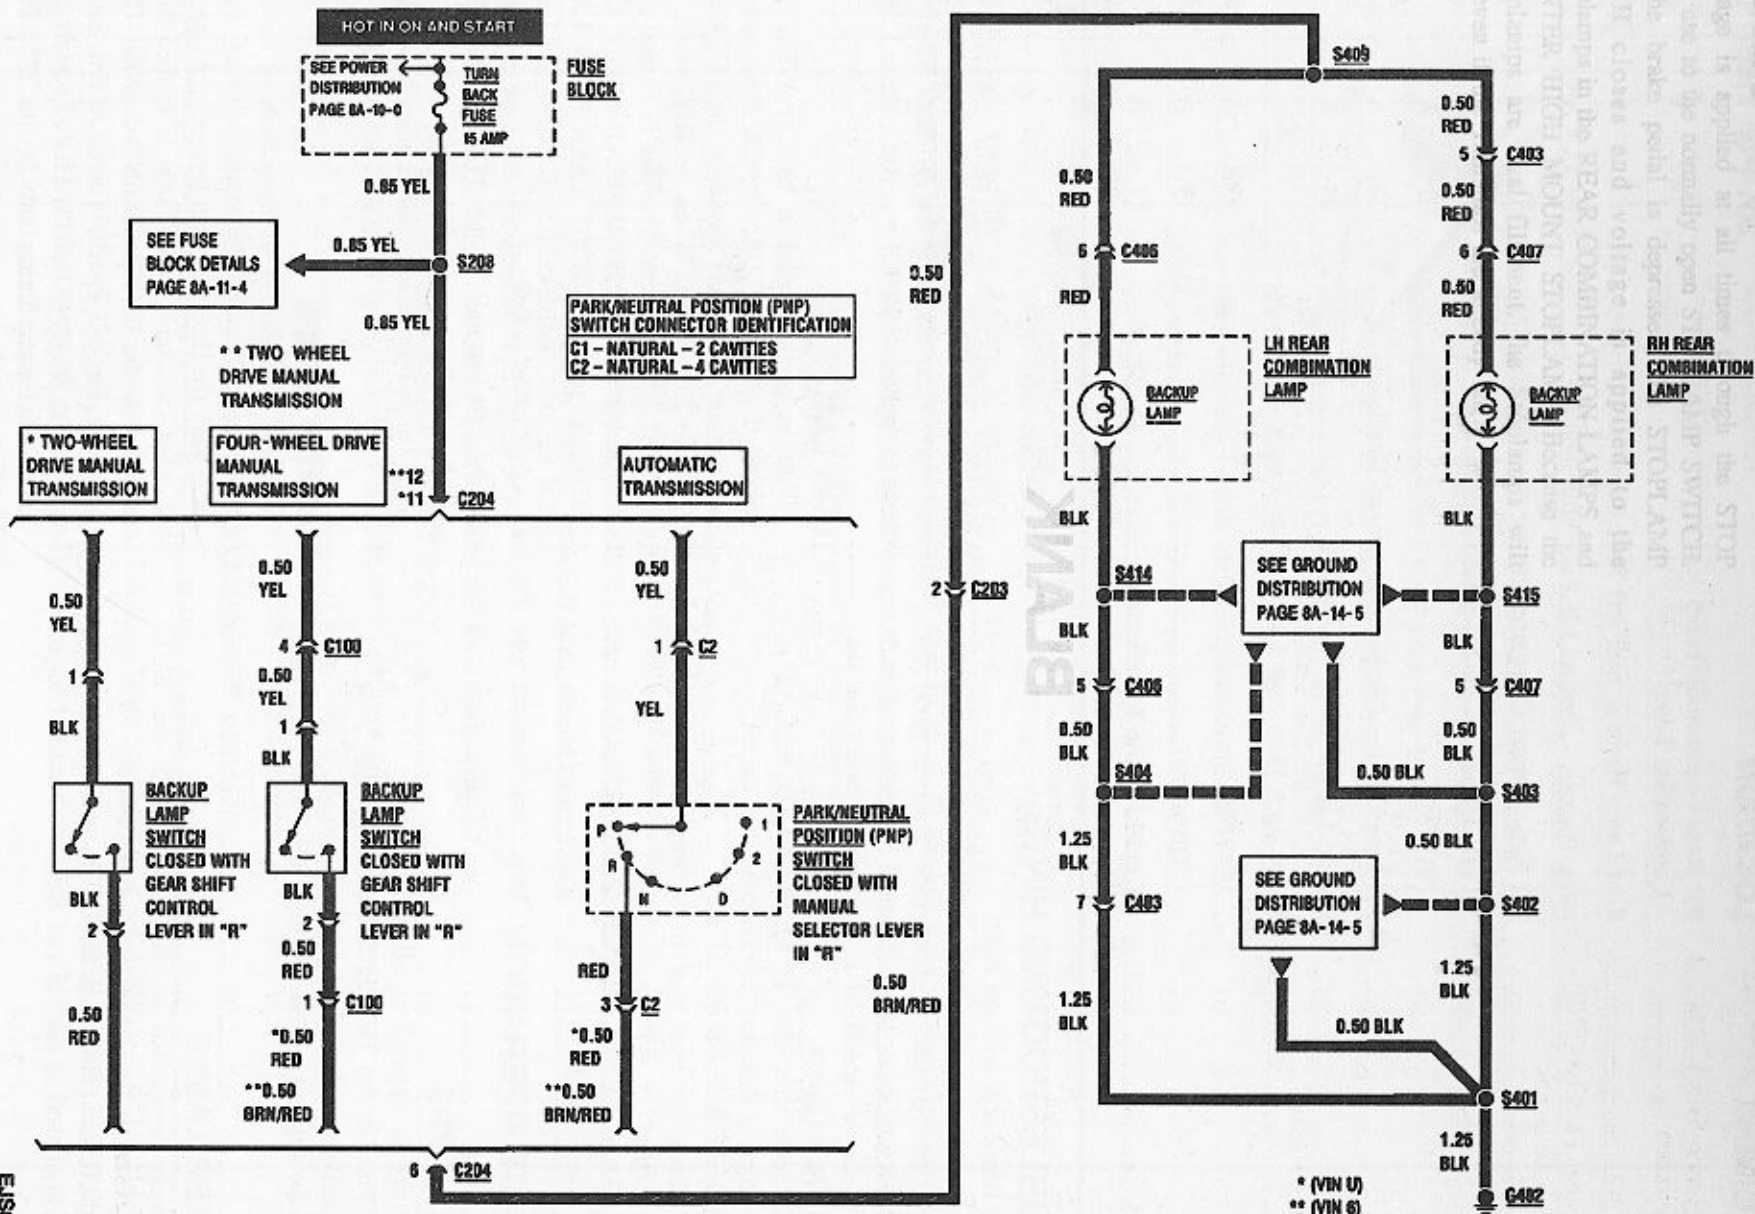 HOT IN ON AND START
SEE POWER
DISTRIBUTION
PAGE 8A-10-0
TURN
BACK
FUSE
15 AMP
FUSE
BLOCK
0.85 YEL
SEE FUSE
BLOCK DETAILS
PAGE 8A-11-4
0.85 YEL
S208
0.85 YEL
PARK/NEUTRAL POSITION (PNP)
SWITCH CONNECTOR IDENTIFICATION
C1 - NATURAL - 2 CAVITIES
C2 - NATURAL - 4 CAVITIES
** TWO WHEEL
DRIVE MANUAL
TRANSMISSION
* TWO-WHEEL
DRIVE MANUAL
TRANSMISSION
FOUR-WHEEL DRIVE
MANUAL
TRANSMISSION
**12
*11
C204
AUTOMATIC
TRANSMISSION
0.50
YEL
1
BLK
BACKUP
LAMP
SWITCH
CLOSED WITH
GEAR SHIFT
CONTROL
LEVER IN "R"
BLK
2
0.50
RED
0.50
YEL
4 C100
0.50
YEL
1
BLK
BACKUP
LAMP
SWITCH
CLOSED WITH
GEAR SHIFT
CONTROL
LEVER IN "R"
BLK
2
0.50
RED
1 C100
*0.50
RED
**0.50
BRN/RED
0.50
YEL
1 C2
YEL
P
R
N
D
2
1
PARK/NEUTRAL
POSITION (PNP)
SWITCH
CLOSED WITH
MANUAL
SELECTOR LEVER
IN "R"
RED
3 C2
*0.50
RED
**0.50
BRN/RED
6 C204
0.50
BRN/RED
2 C203
0.50
RED
S409
0.50
RED
6 C406
RED
LH REAR
COMBINATION
LAMP
BACKUP
LAMP
BLK
S414
BLK
5 C406
0.50
BLK
S404
1.25
BLK
7 C403
1.25
BLK
0.50
RED
5 C403
0.50
RED
6 C407
0.50
RED
RH REAR
COMBINATION
LAMP
BACKUP
LAMP
BLK
SEE GROUND
DISTRIBUTION
PAGE 8A-14-5
S415
BLK
5 C407
0.50
BLK
0.50 BLK
S403
0.50 BLK
SEE GROUND
DISTRIBUTION
PAGE 8A-14-5
S402
1.25
BLK
0.50 BLK
S401
1.25
BLK
G402
* (VIN U)
** (VIN 6)
BLANK